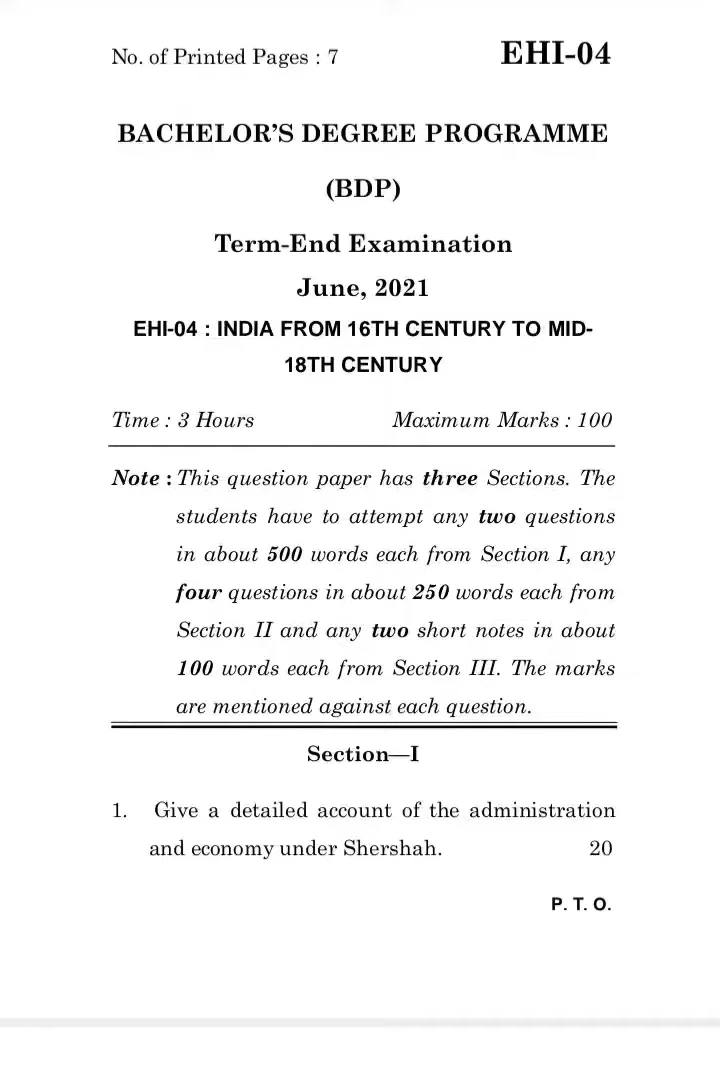 No. of Printed Pages : 7 EHI-04
BACHELOR’S DEGREE PROGRAMME
(BDP)
Term-End Examination
June, 2021
EHI-04 : INDIA FROM 16TH CENTURY TO MID-
18TH CENTURY
Time : 3 Hours Maximum Marks : 100
Note : This question paper has three Sections. The
students have to attempt any two questions
in about 500 words each from Section I, any
four questions in about 250 words each from
Section II and any two short notes in about
100 words each from Section III. The marks
are mentioned against each question.
Section—I
1. Give a detailed account of the administration
and economy under Shershah. 20
P. T. O.